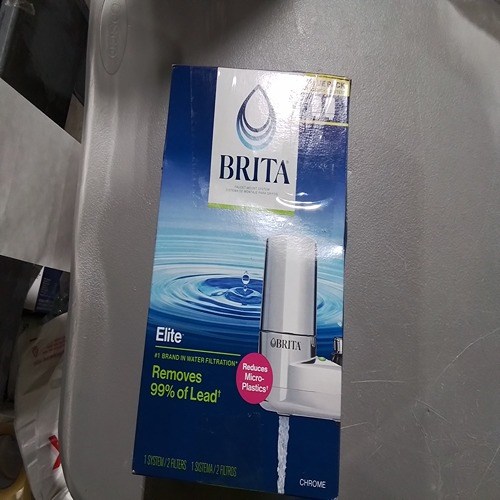 BRITA
Elite
#1 BRAND IN WATER FILTRATION*
Removes
99% of Lead†
BRITA
Reduces
Micro-
Plastics†
1 SYSTEM/2 FILTERS 1 SISTEMA/2 FILTROS
CHROME